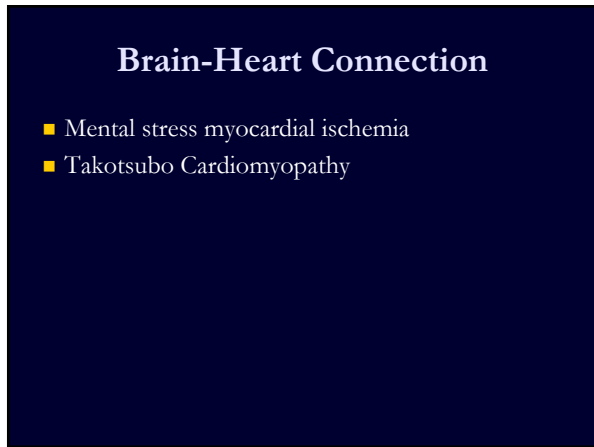 Brain-Heart Connection
Mental stress myocardial ischemia
Takotsubo Cardiomyopathy